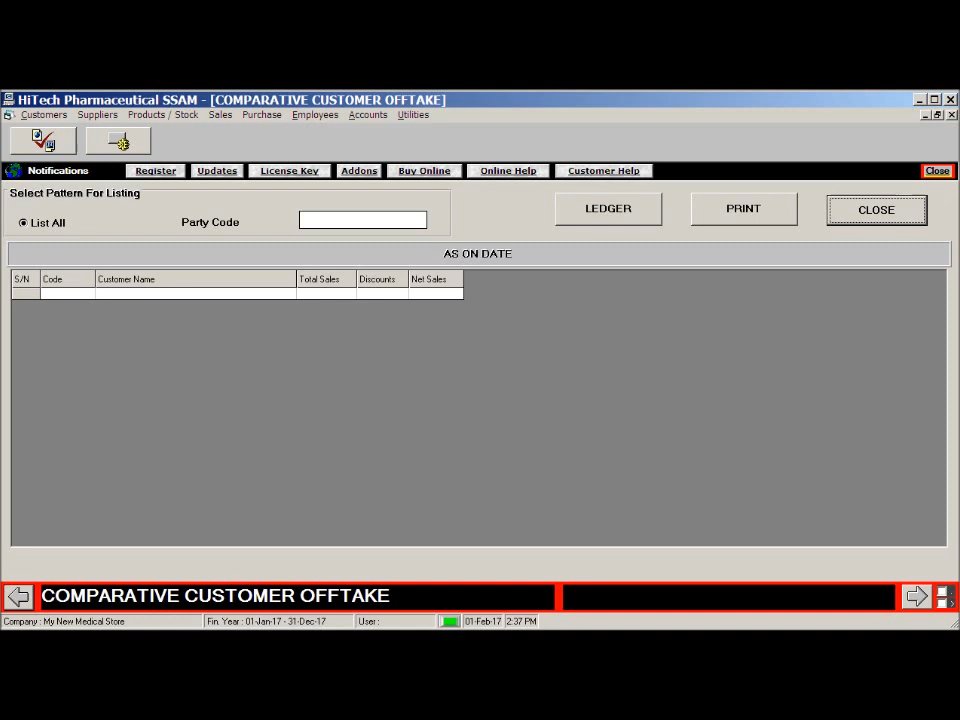 HiTech Pharmaceutical SSAM - [COMPARATIVE CUSTOMER OFFTAKE]
Customers Suppliers Products / Stock Sales Purchase Employees Accounts Utilities
Notifications Register Updates License Key Addons Buy Online Online Help Customer Help Close
Select Pattern For Listing
List All Party Code LEDGER PRINT CLOSE
AS ON DATE
S/N Code Customer Name Total Sales Discounts Net Sales
COMPARATIVE CUSTOMER OFFTAKE
Company : My New Medical Store Fin. Year : 01-Jan-17 - 31-Dec-17 User : 01-Feb-17 2:37 PM